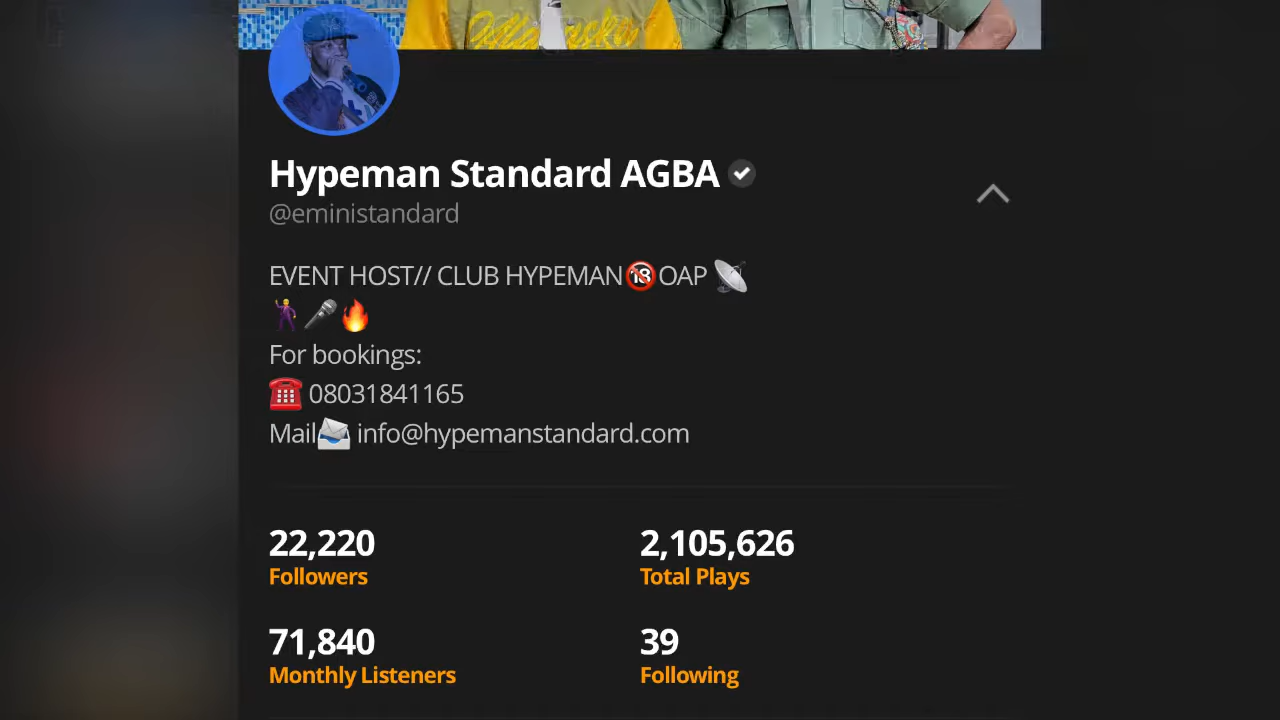 Hypeman Standard AGBA
@eministandard
EVENT HOST// CLUB HYPEMAN🔞OAP 📡
🕺🎤🔥
For bookings:
☎️ 08031841165
Mail📨 info@hypemanstandard.com
22,220
Followers
2,105,626
Total Plays
71,840
Monthly Listeners
39
Following